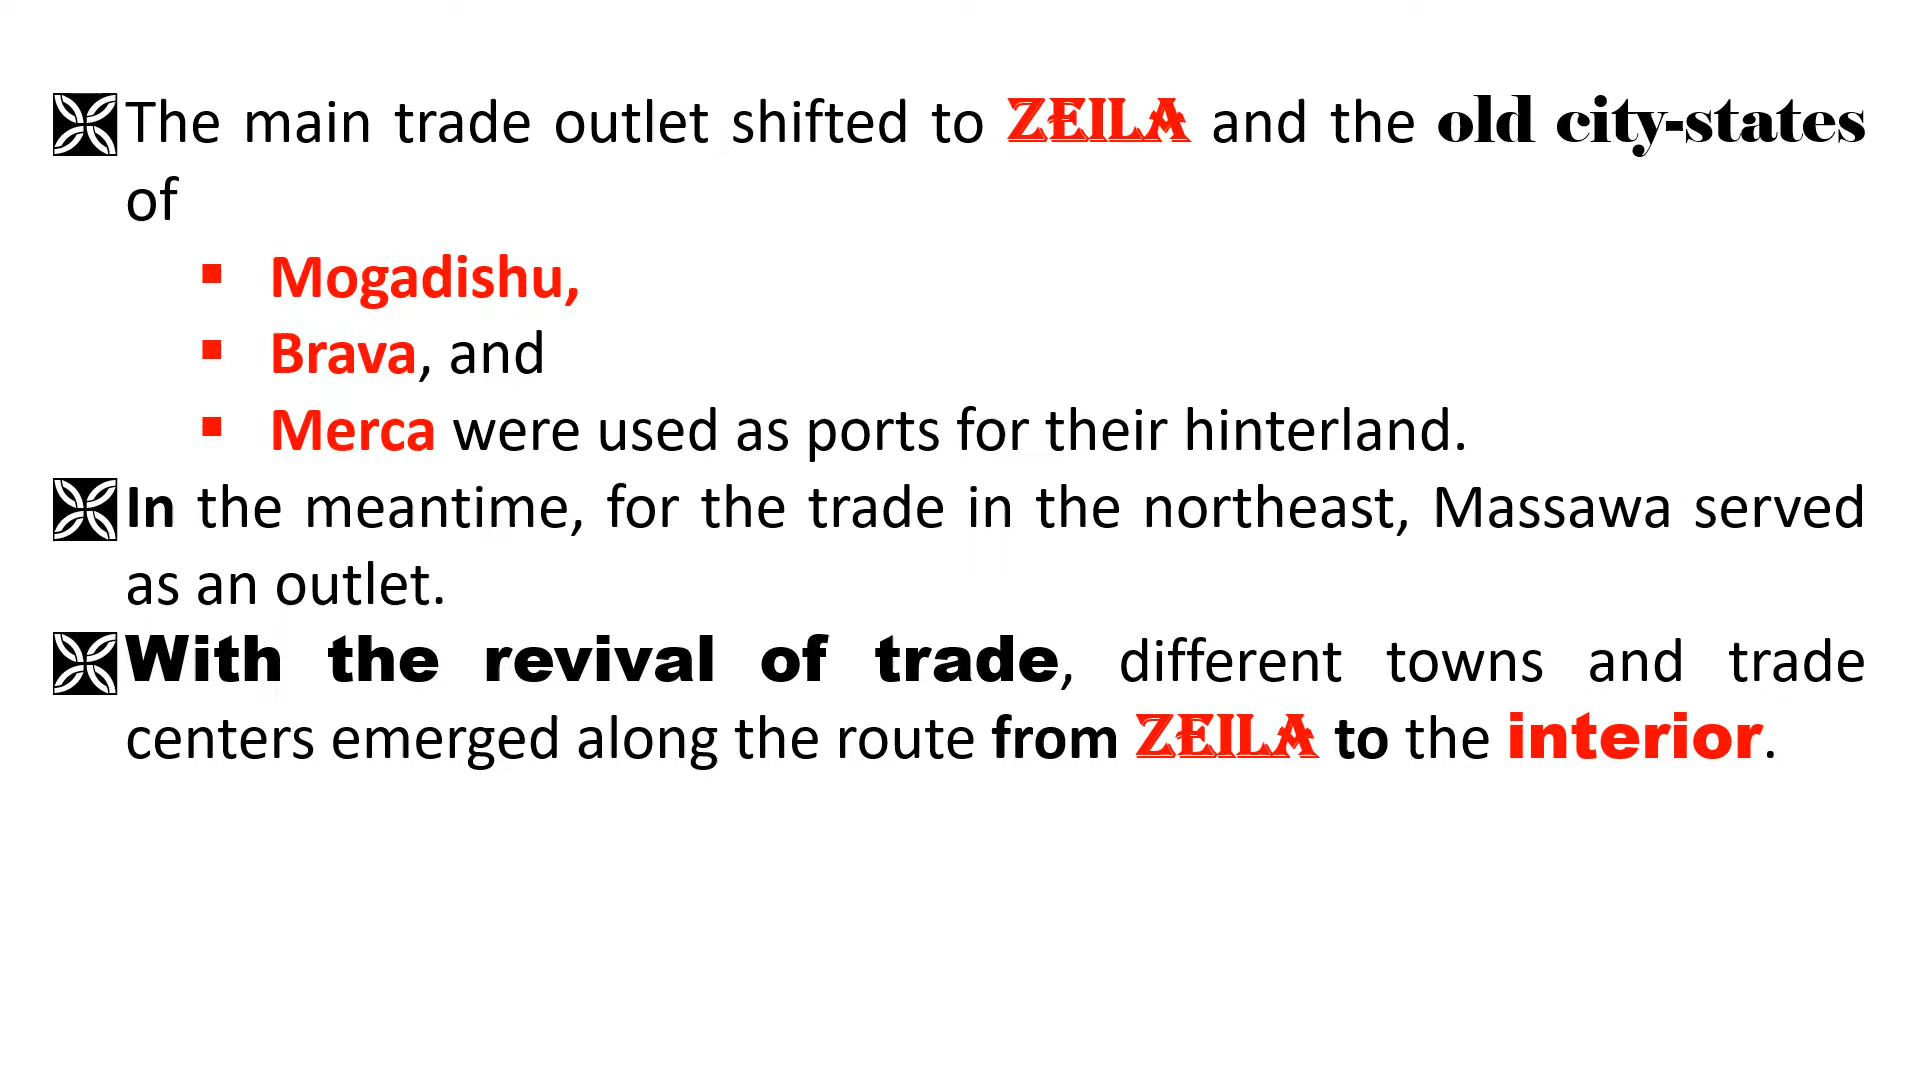 The main trade outlet shifted to ZEILA and the old city-states
of
▪ Mogadishu,
▪ Brava, and
▪ Merca were used as ports for their hinterland.
In the meantime, for the trade in the northeast, Massawa served
as an outlet.
With the revival of trade, different towns and trade
centers emerged along the route from ZEILA to the interior.